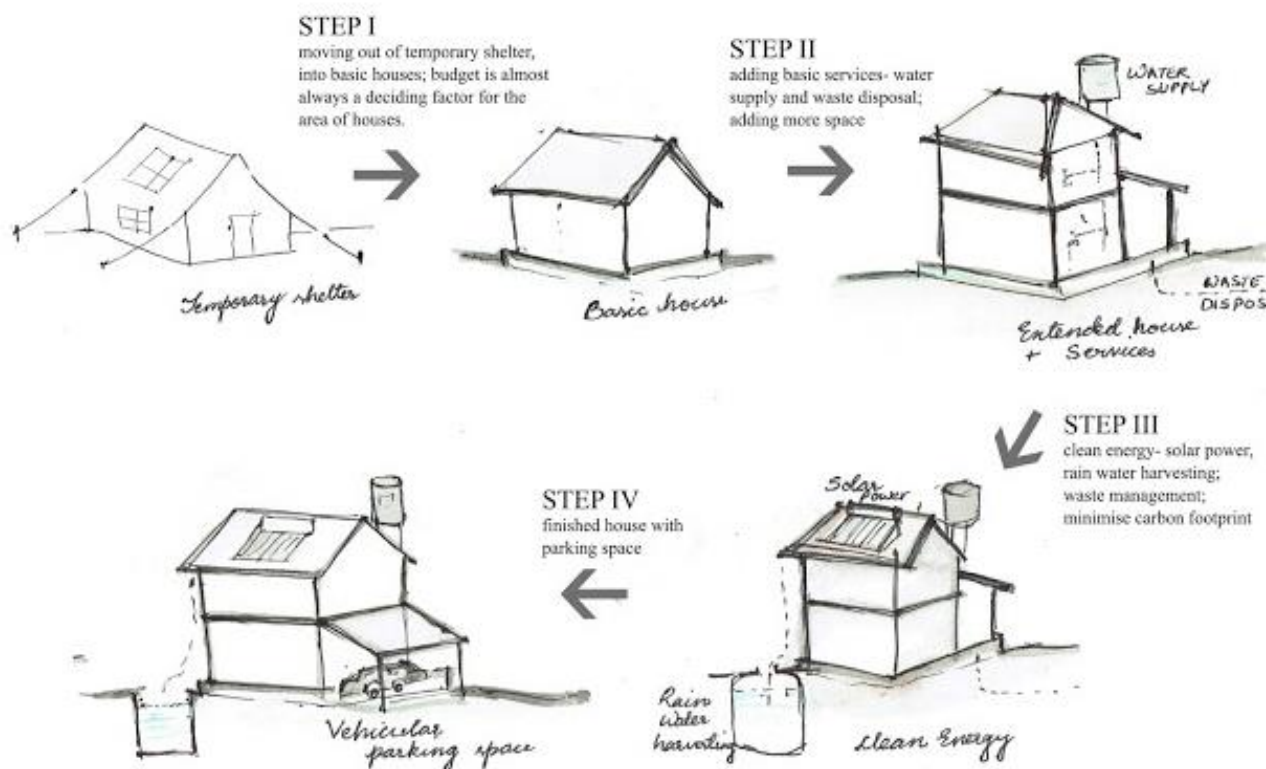 STEP I
moving out of temporary shelter,
into basic houses; budget is almost
always a deciding factor for the
area of houses.
Temporary shelter
Basic house
STEP II
adding basic services- water
supply and waste disposal;
adding more space
WATER
SUPPLY
WASTE
DISPOS
Extended house
+ Services
STEP III
clean energy- solar power,
rain water harvesting;
waste management;
minimise carbon footprint
Solar
Power
Rain
water
harvesting
Clean Energy
STEP IV
finished house with
parking space
Vehicular
parking space